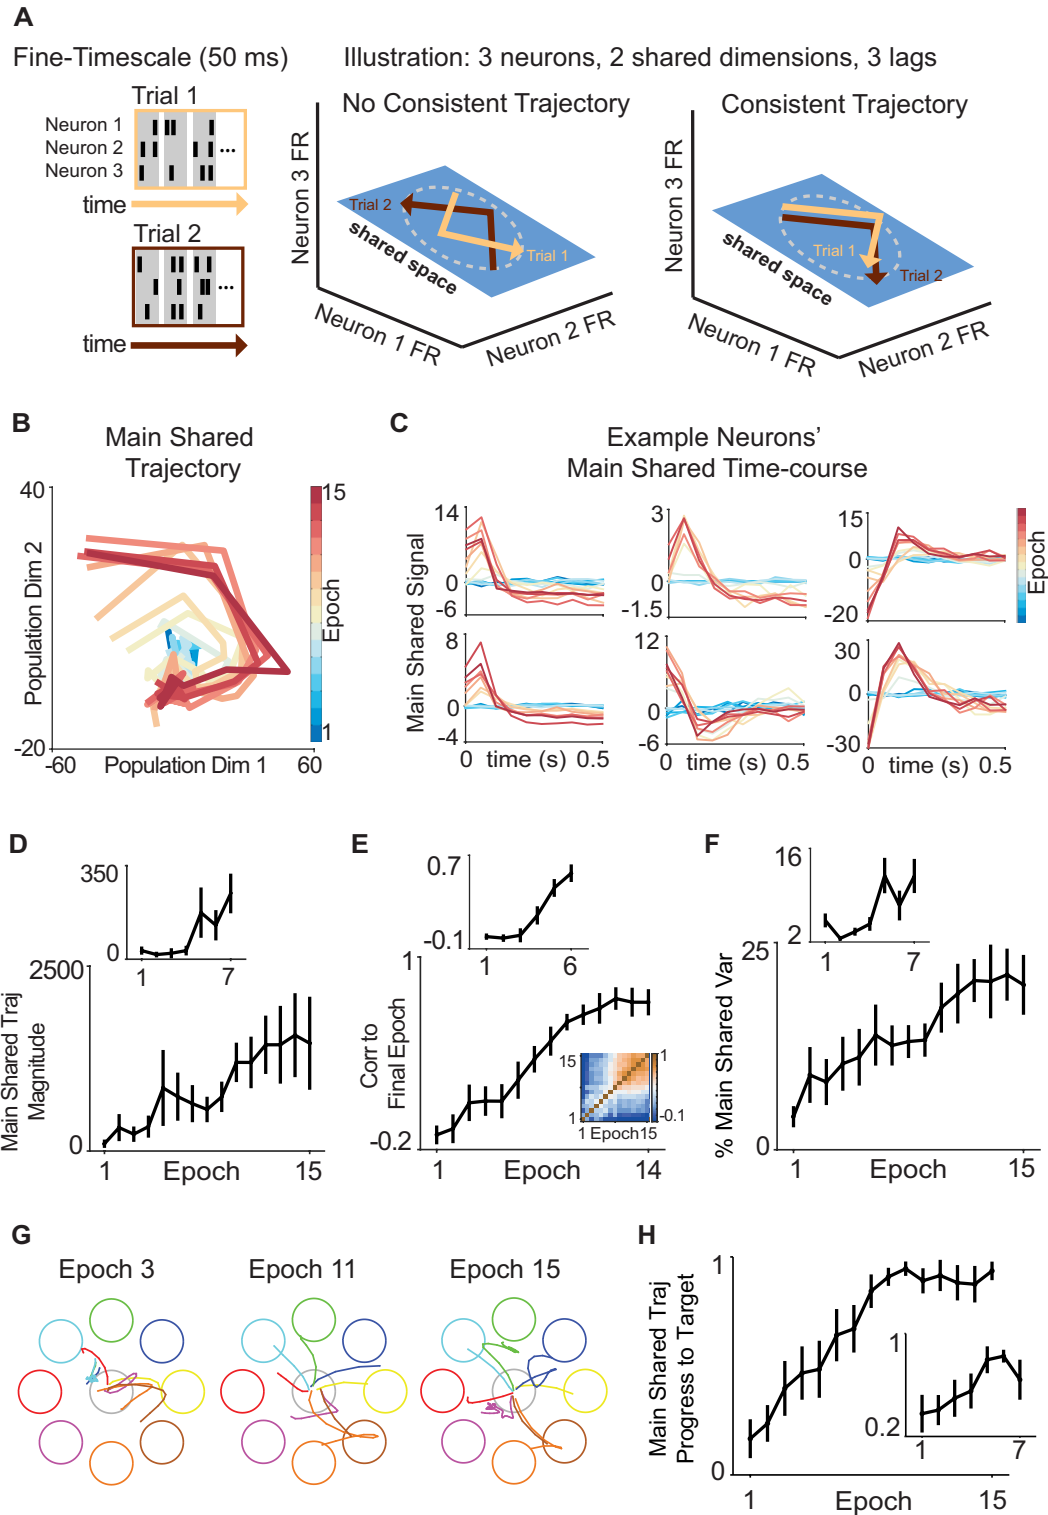 A
Fine-Timescale (50 ms)
Illustration: 3 neurons, 2 shared dimensions, 3 lags
Trial 1
Neuron 1
Neuron 2
Neuron 3
...
time
Trial 2
...
time
No Consistent Trajectory
Neuron 3 FR
Trial 2
Trial 1
shared space
Neuron 1 FR
Neuron 2 FR
Consistent Trajectory
Neuron 3 FR
Trial 1
Trial 2
shared space
Neuron 1 FR
Neuron 2 FR
B
Main Shared
Trajectory
40
Population Dim 2
-20
-60
Population Dim 1
60
15
Epoch
1
C
Example Neurons'
Main Shared Time-course
Main Shared Signal
14
0
-6
3
0
-1.5
15
0
-20
Epoch
8
0
-4
0
time (s)
0.5
12
0
-6
0
time (s)
0.5
30
0
-30
0
time (s)
0.5
D
350
0
1
7
2500
Main Shared Traj
Magnitude
0
1
Epoch
15
E
0.7
-0.1
1
6
1
Corr to
Final Epoch
-0.2
15
1
1
Epoch
15
1
-0.1
1
Epoch
14
F
16
2
1
7
25
% Main Shared Var
0
1
Epoch
15
G
Epoch 3
Epoch 11
Epoch 15
H
1
Main Shared Traj
Progress to Target
0
1
Epoch
15
1
0.2
1
7